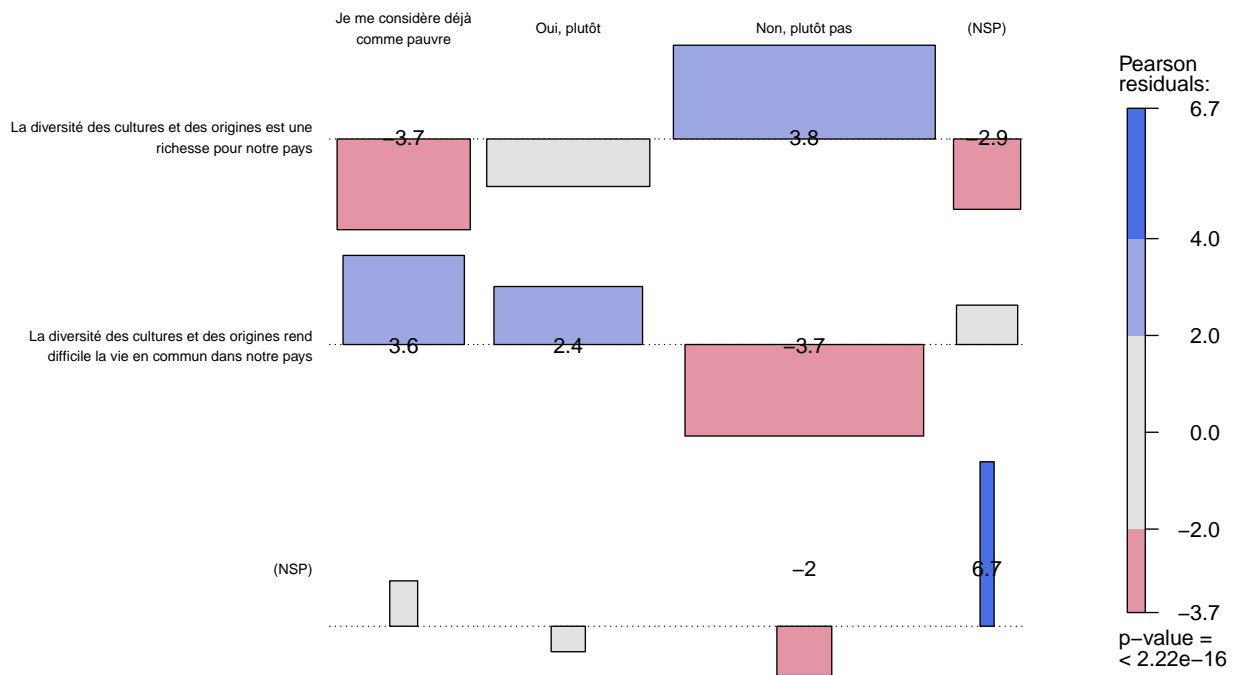 Je me considère déjà
comme pauvre
Oui, plutôt
Non, plutôt pas
(NSP)
Pearson
residuals:
6.7
4.0
2.0
0.0
−2.0
−3.7
p−value =
< 2.22e−16
La diversité des cultures et des origines est une
richesse pour notre pays
−3.7
3.8
−2.9
La diversité des cultures et des origines rend
difficile la vie en commun dans notre pays
3.6
2.4
−3.7
(NSP)
−2
6.7